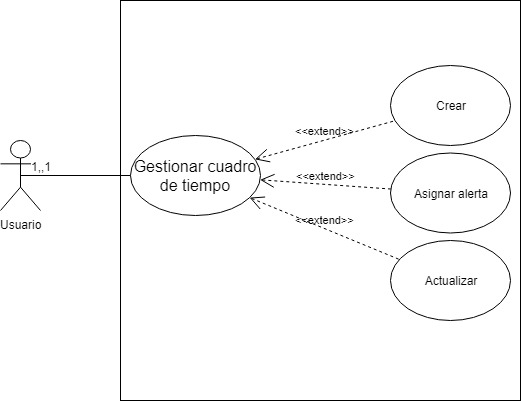 Crear
<<extend>>
1,,1
Gestionar cuadro
de tiempo
<<extend>>
Asignar alerta
Usuario
<<extend>>
Actualizar